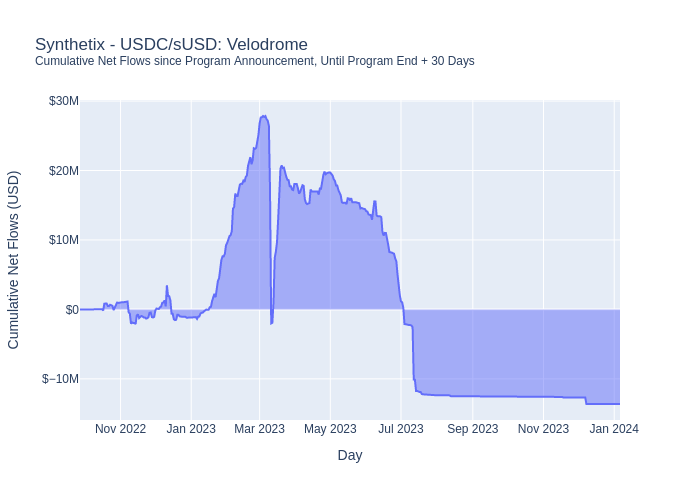 Synthetix - USDC/sUSD: Velodrome
Cumulative Net Flows since Program Announcement, Until Program End + 30 Days
Cumulative Net Flows (USD)
$30M
$20M
$10M
$0
$−10M
Nov 2022
Jan 2023
Mar 2023
May 2023
Jul 2023
Sep 2023
Nov 2023
Jan 2024
Day